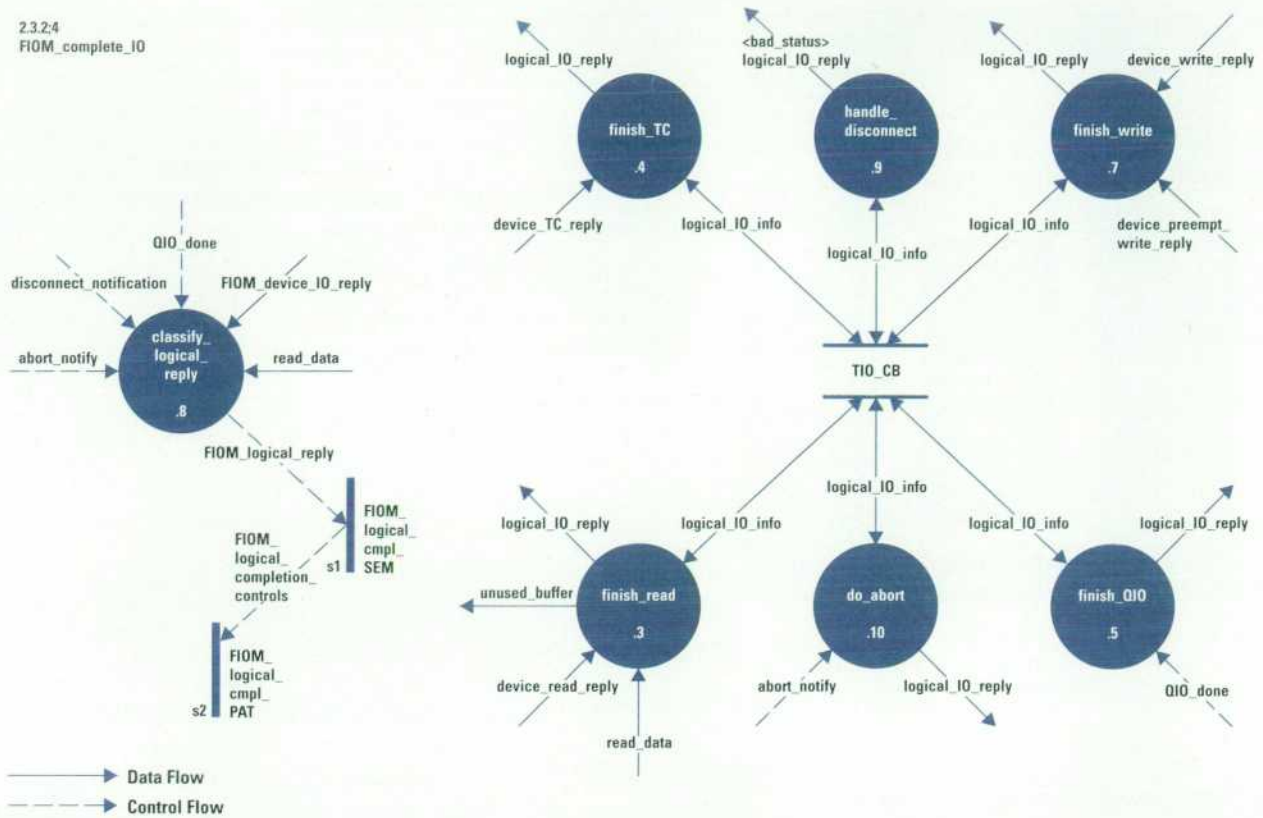 2.3.2;4
FIOM_complete_IO
QIO_done
disconnect_notification
FIOM_device_IO_reply
classify_
logical_
reply
.8
abort_notify
read_data
FIOM_logical_reply
FIOM_
logical_
cmpl_
SEM
s1
FIOM_
logical_
completion_
controls
FIOM_
logical_
cmpl_
PAT
s2
Data Flow
Control Flow
logical_IO_reply
finish_TC
.4
device_TC_reply
logical_IO_info
<bad_status>
logical_IO_reply
handle_
disconnect
.9
logical_IO_info
logical_IO_reply
device_write_reply
finish_write
.7
logical_IO_info
device_preempt_
write_reply
TIO_CB
logical_IO_reply
logical_IO_info
unused_buffer
finish_read
.3
device_read_reply
read_data
logical_IO_info
do_abort
.10
abort_notify
logical_IO_reply
logical_IO_info
logical_IO_reply
finish_QIO
.5
QIO_done